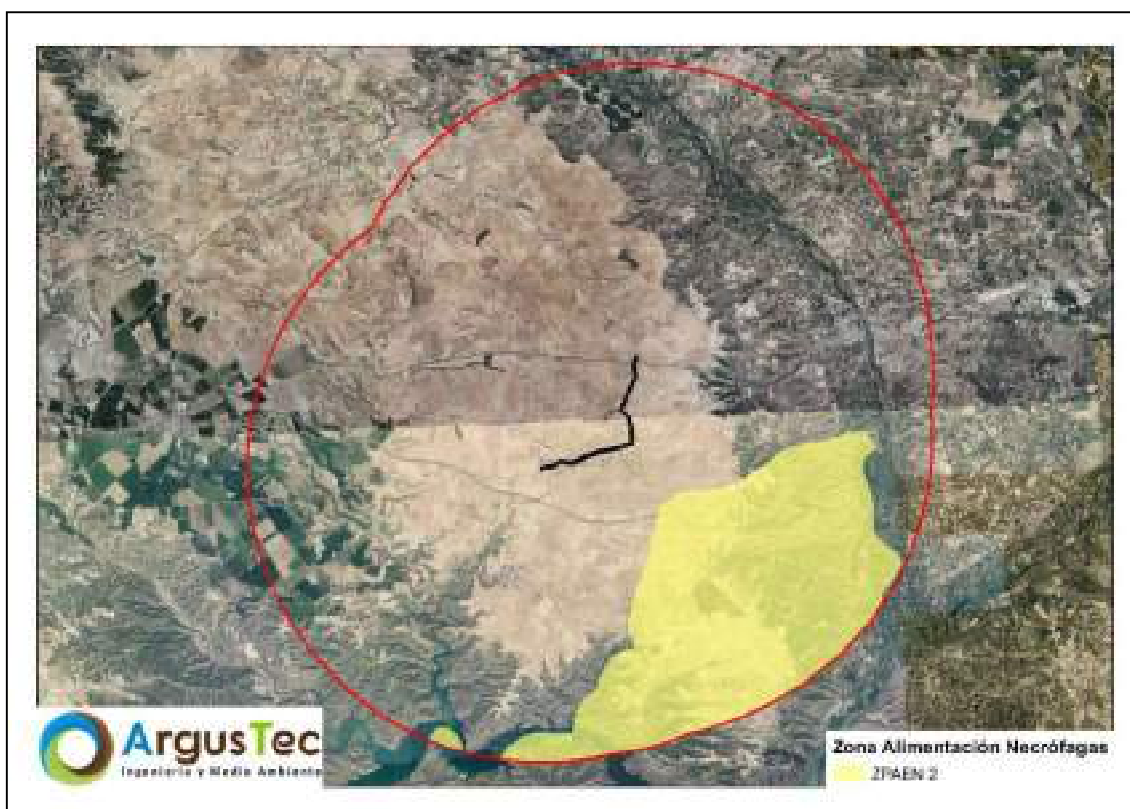 ArgusTec
Ingeniería y Medio Ambiente
Zona Alimentación Necrófagas
ZPAEN 2